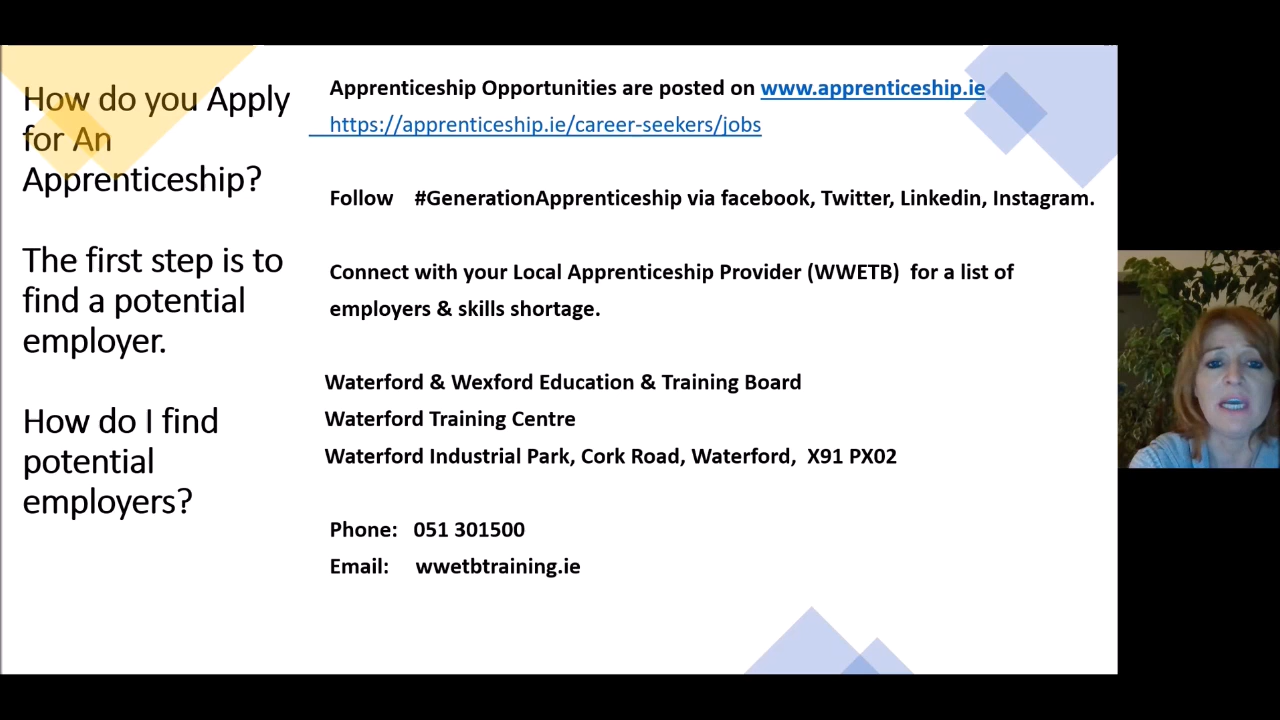 How do you Apply
for An
Apprenticeship?
The first step is to
find a potential
employer.
How do I find
potential
employers?
Apprenticeship Opportunities are posted on www.apprenticeship.ie
https://apprenticeship.ie/career-seekers/jobs
Follow #GenerationApprenticeship via facebook, Twitter, Linkedin, Instagram.
Connect with your Local Apprenticeship Provider (WWETB) for a list of
employers & skills shortage.
Waterford & Wexford Education & Training Board
Waterford Training Centre
Waterford Industrial Park, Cork Road, Waterford, X91 PX02
Phone: 051 301500
Email: wwetbtraining.ie